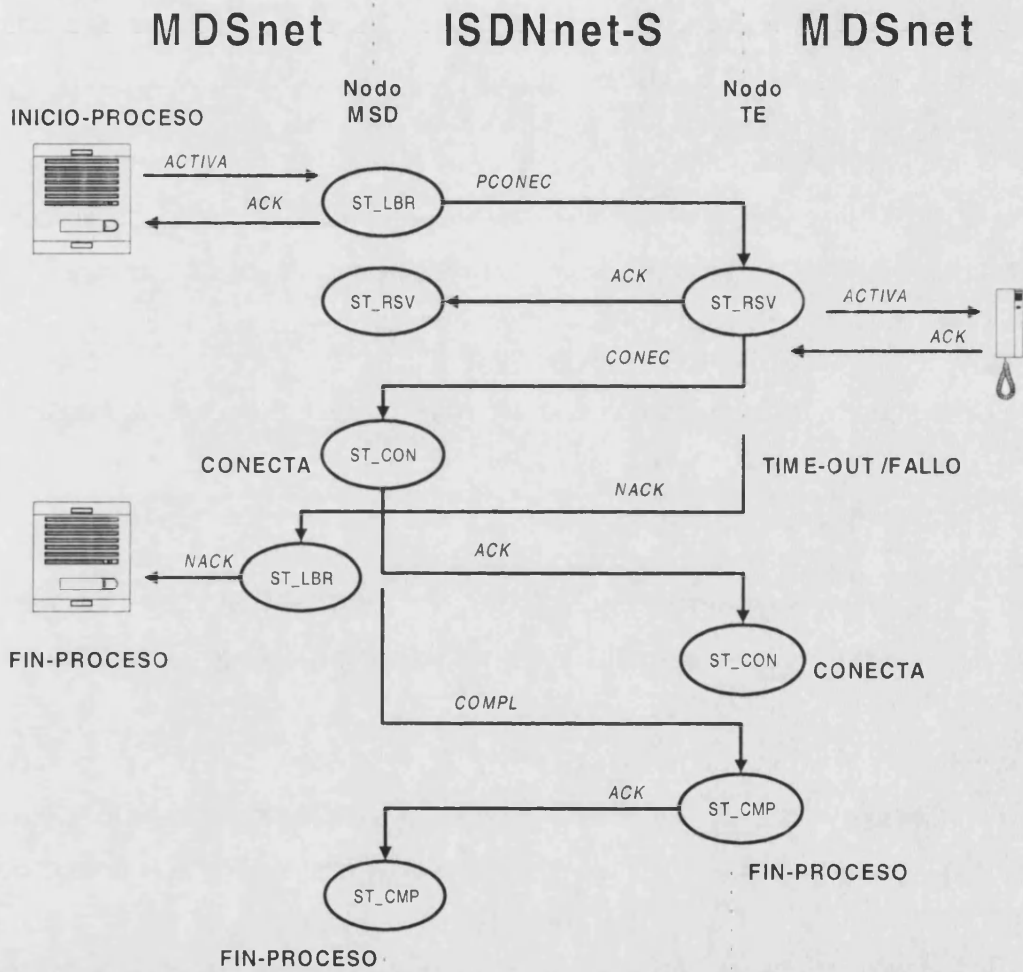 MDSnet ISDNnet-S MDSnet
Nodo
MSD
Nodo
TE
INICIO-PROCESO
ACTIVA
ACK
ST_LBR
PCONEC
ST_RSV
ACK
ST_RSV
ACTIVA
ACK
CONEC
CONECTA
ST_CON
TIME-OUT /FALLO
NACK
NACK
ST_LBR
ACK
FIN-PROCESO
ST_CON
CONECTA
COMPL
ACK
ST_CMP
FIN-PROCESO
ST_CMP
FIN-PROCESO